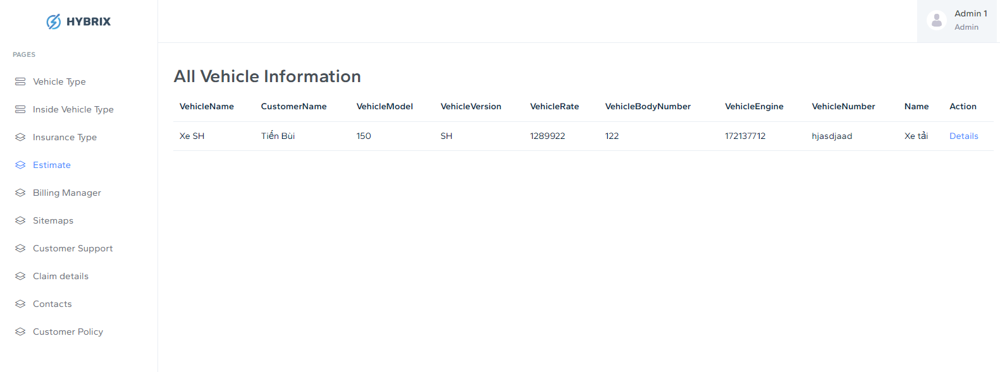 HYBRIX
Admin 1
Admin
PAGES
Vehicle Type
Inside Vehicle Type
Insurance Type
Estimate
Billing Manager
Sitemaps
Customer Support
Claim details
Contacts
Customer Policy
All Vehicle Information
VehicleName CustomerName VehicleModel VehicleVersion VehicleRate VehicleBodyNumber VehicleEngine VehicleNumber Name Action
Xe SH Tiến Bùi 150 SH 1289922 122 172137712 hjasdjaad Xe tải Details